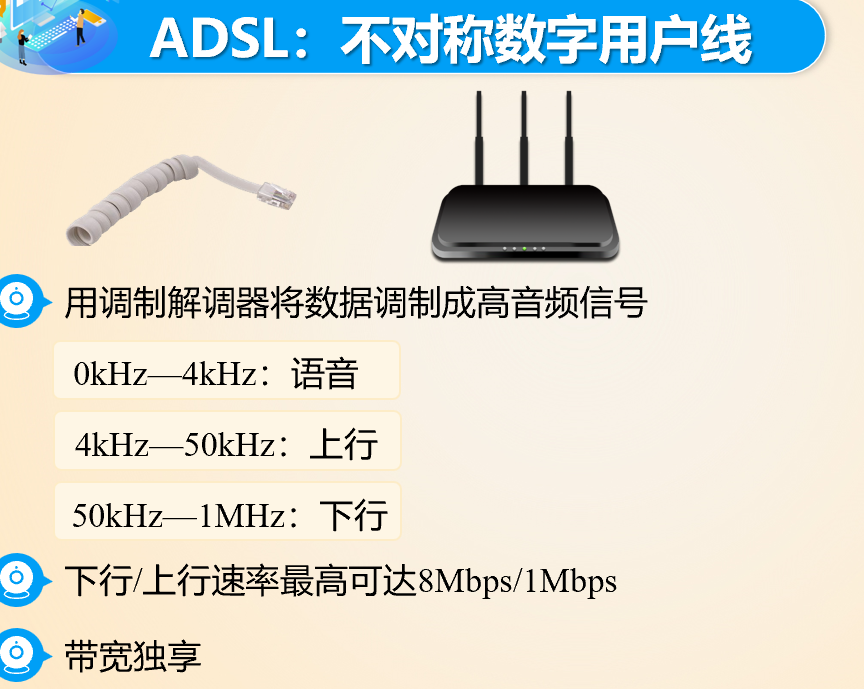 ADSL：不对称数字用户线
用调制解调器将数据调制成高音频信号
0kHz—4kHz：语音
4kHz—50kHz：上行
50kHz—1MHz：下行
下行/上行速率最高可达8Mbps/1Mbps
带宽独享